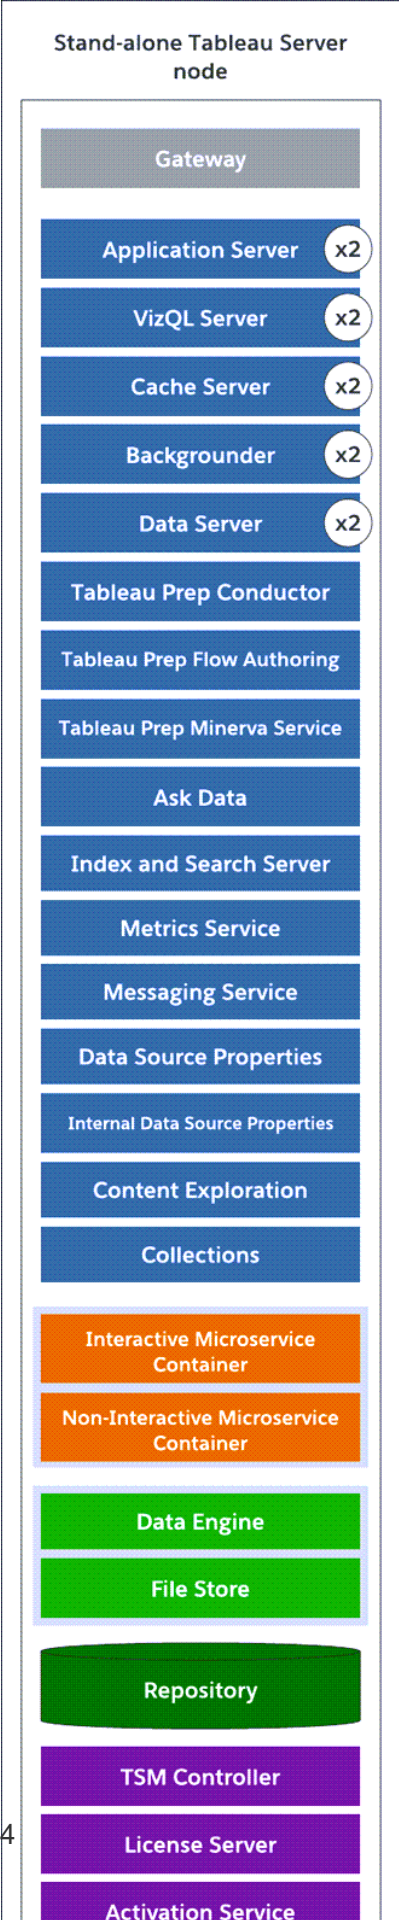 Stand-alone Tableau Server
node
Gateway
Application Server x2
VizQL Server x2
Cache Server x2
Backgrounder x2
Data Server x2
Tableau Prep Conductor
Tableau Prep Flow Authoring
Tableau Prep Minerva Service
Ask Data
Index and Search Server
Metrics Service
Messaging Service
Data Source Properties
Internal Data Source Properties
Content Exploration
Collections
Interactive Microservice
Container
Non-Interactive Microservice
Container
Data Engine
File Store
Repository
TSM Controller
4
License Server
Activation Service